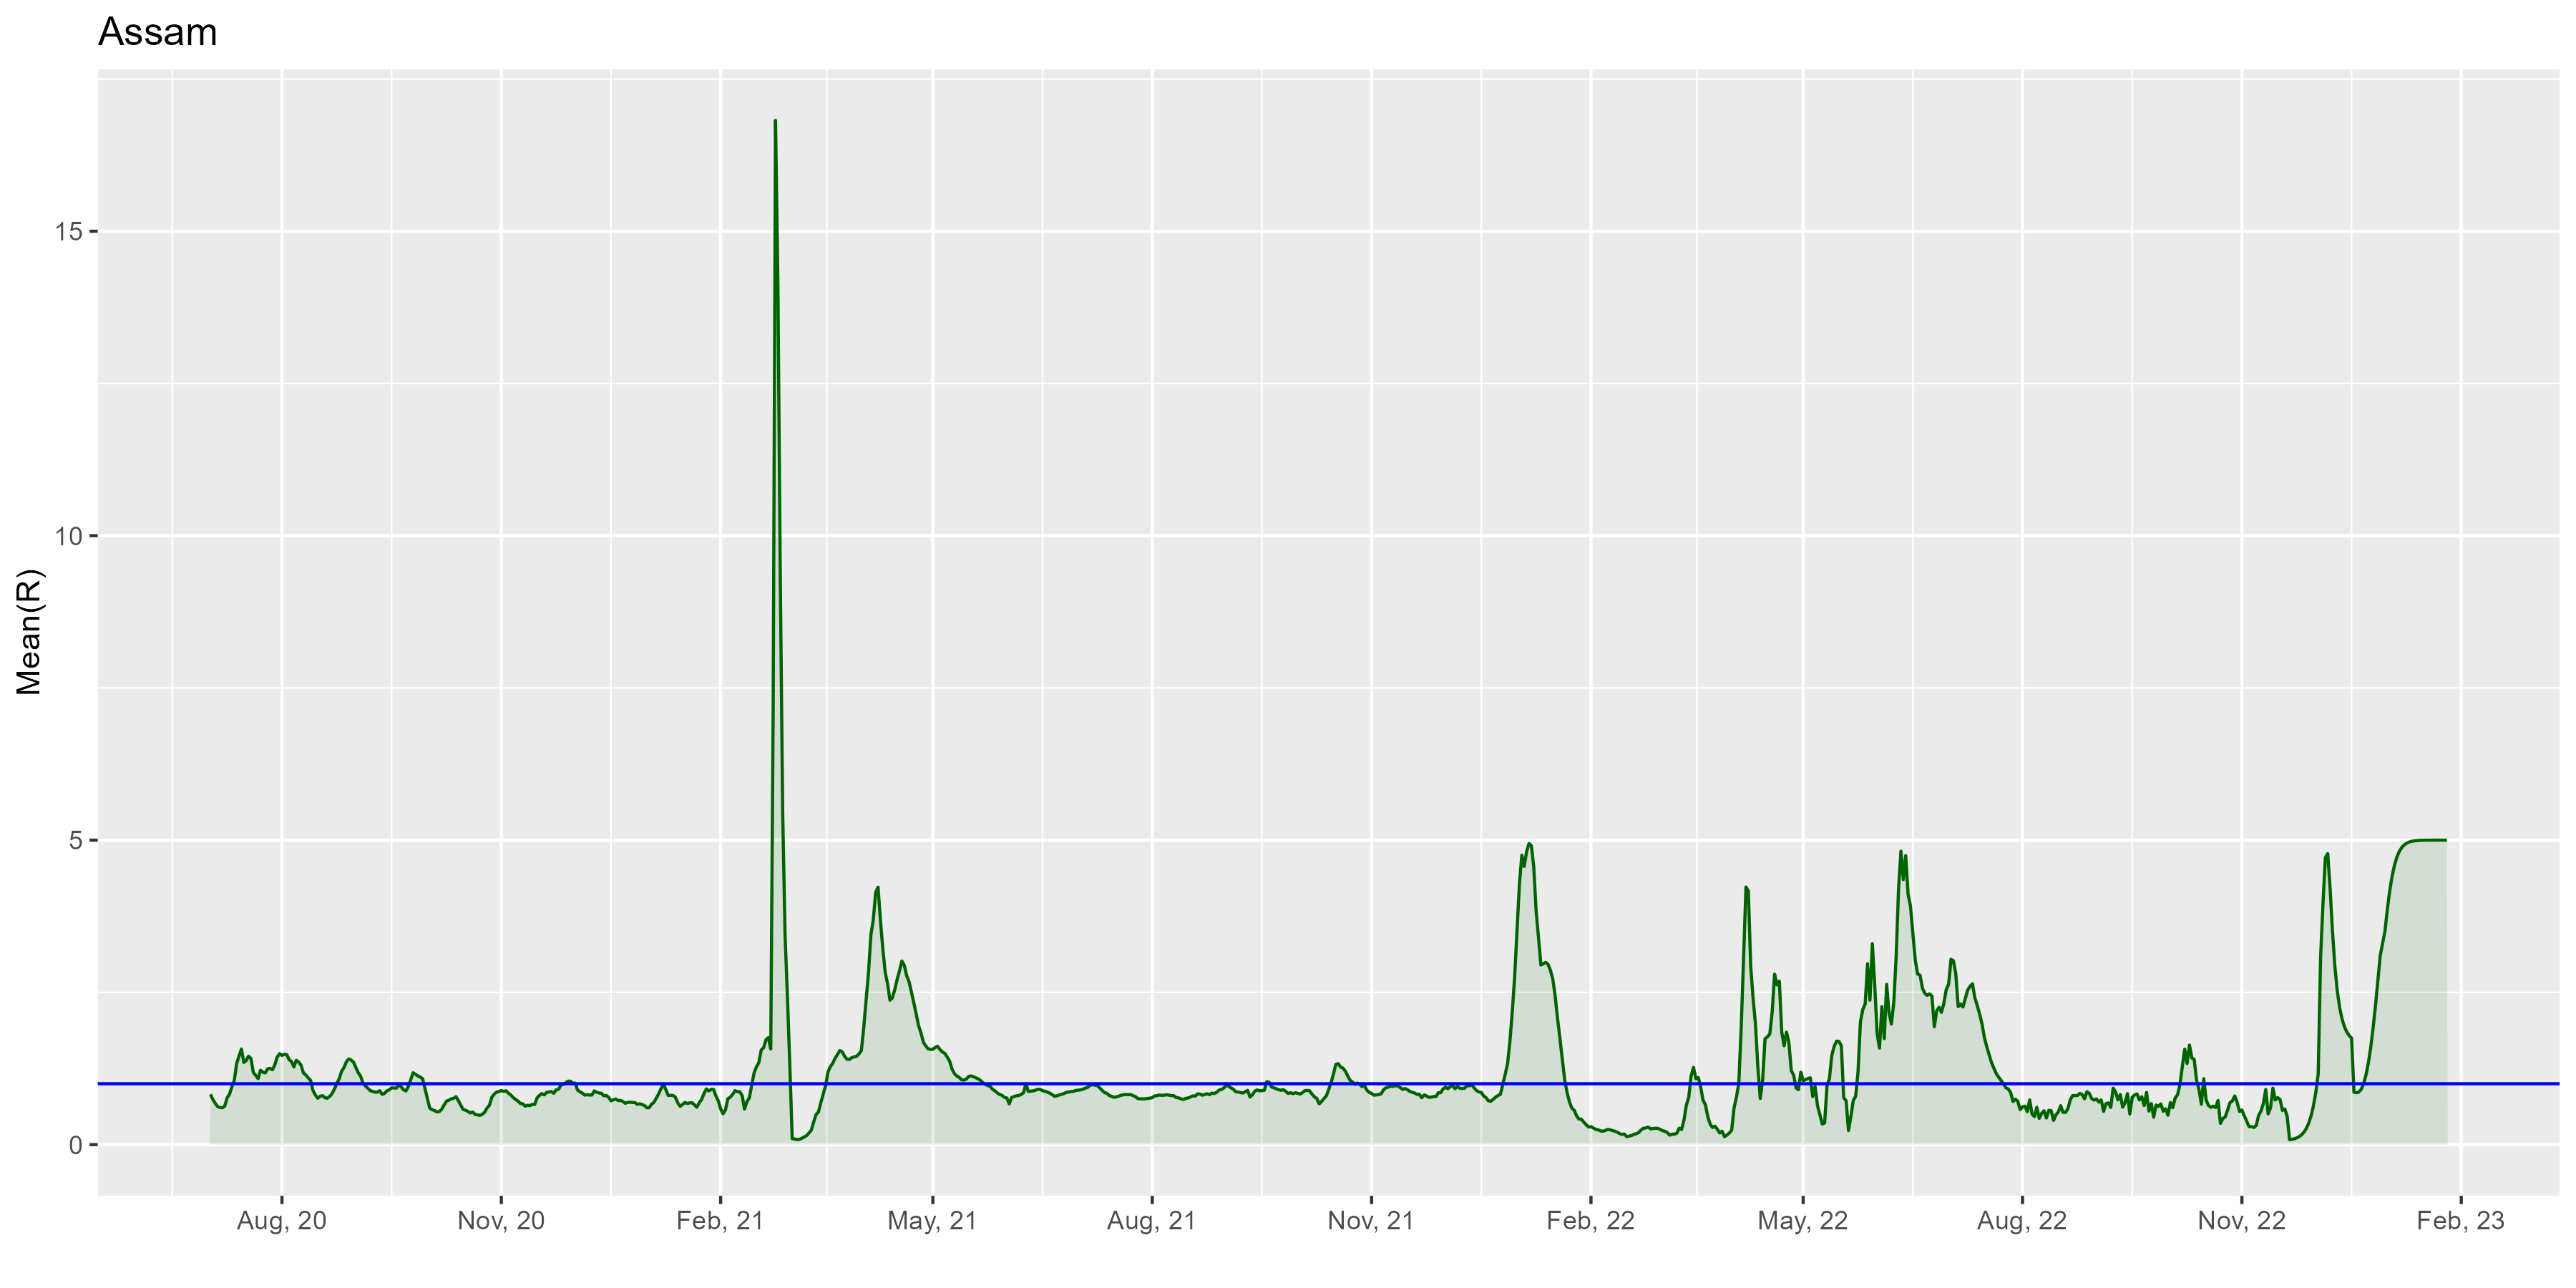 Assam
Mean(R)
15
10
5
0
Aug, 20 Nov, 20 Feb, 21 May, 21 Aug, 21 Nov, 21 Feb, 22 May, 22 Aug, 22 Nov, 22 Feb, 23